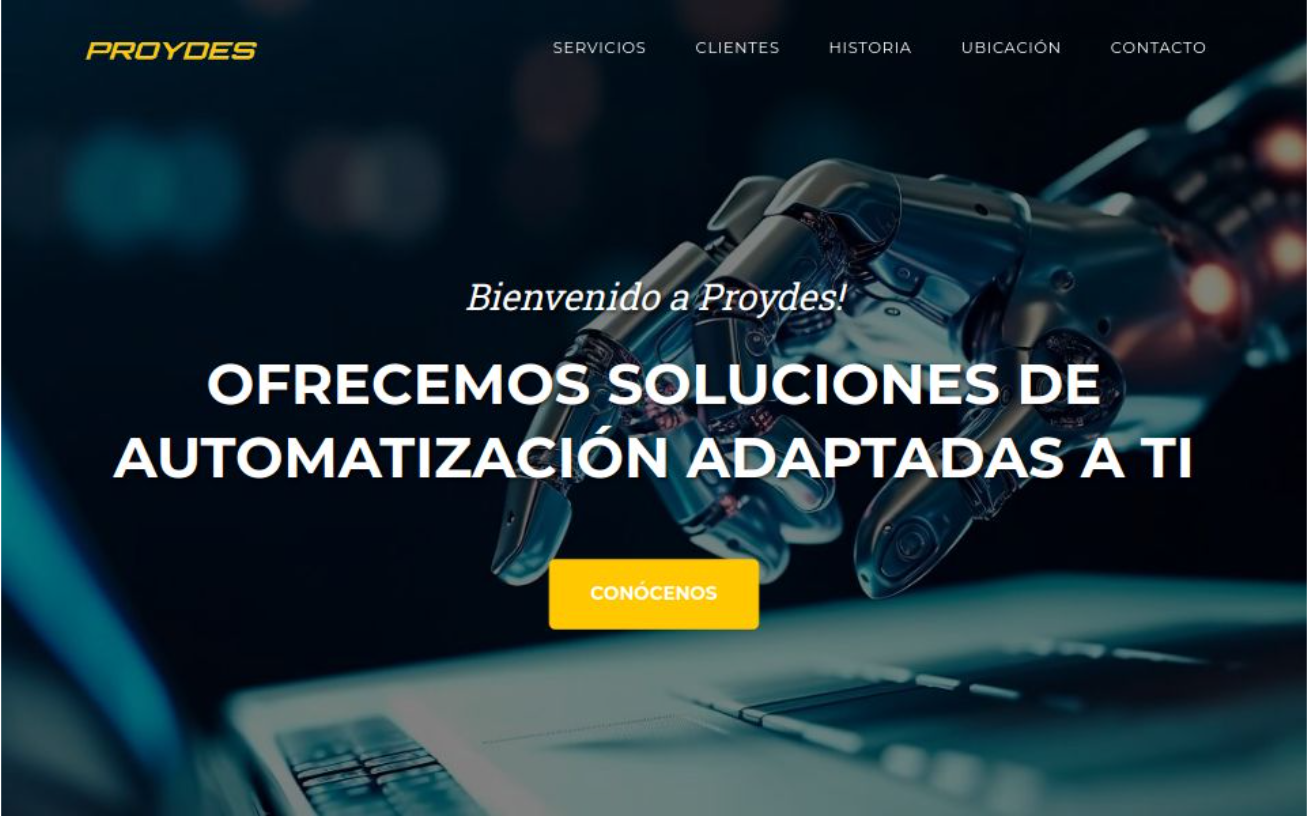 PROYDES
SERVICIOS CLIENTES HISTORIA UBICACIÓN CONTACTO
Bienvenido a Proydes!
OFRECEMOS SOLUCIONES DE
AUTOMATIZACIÓN ADAPTADAS A TI
CONÓCENOS